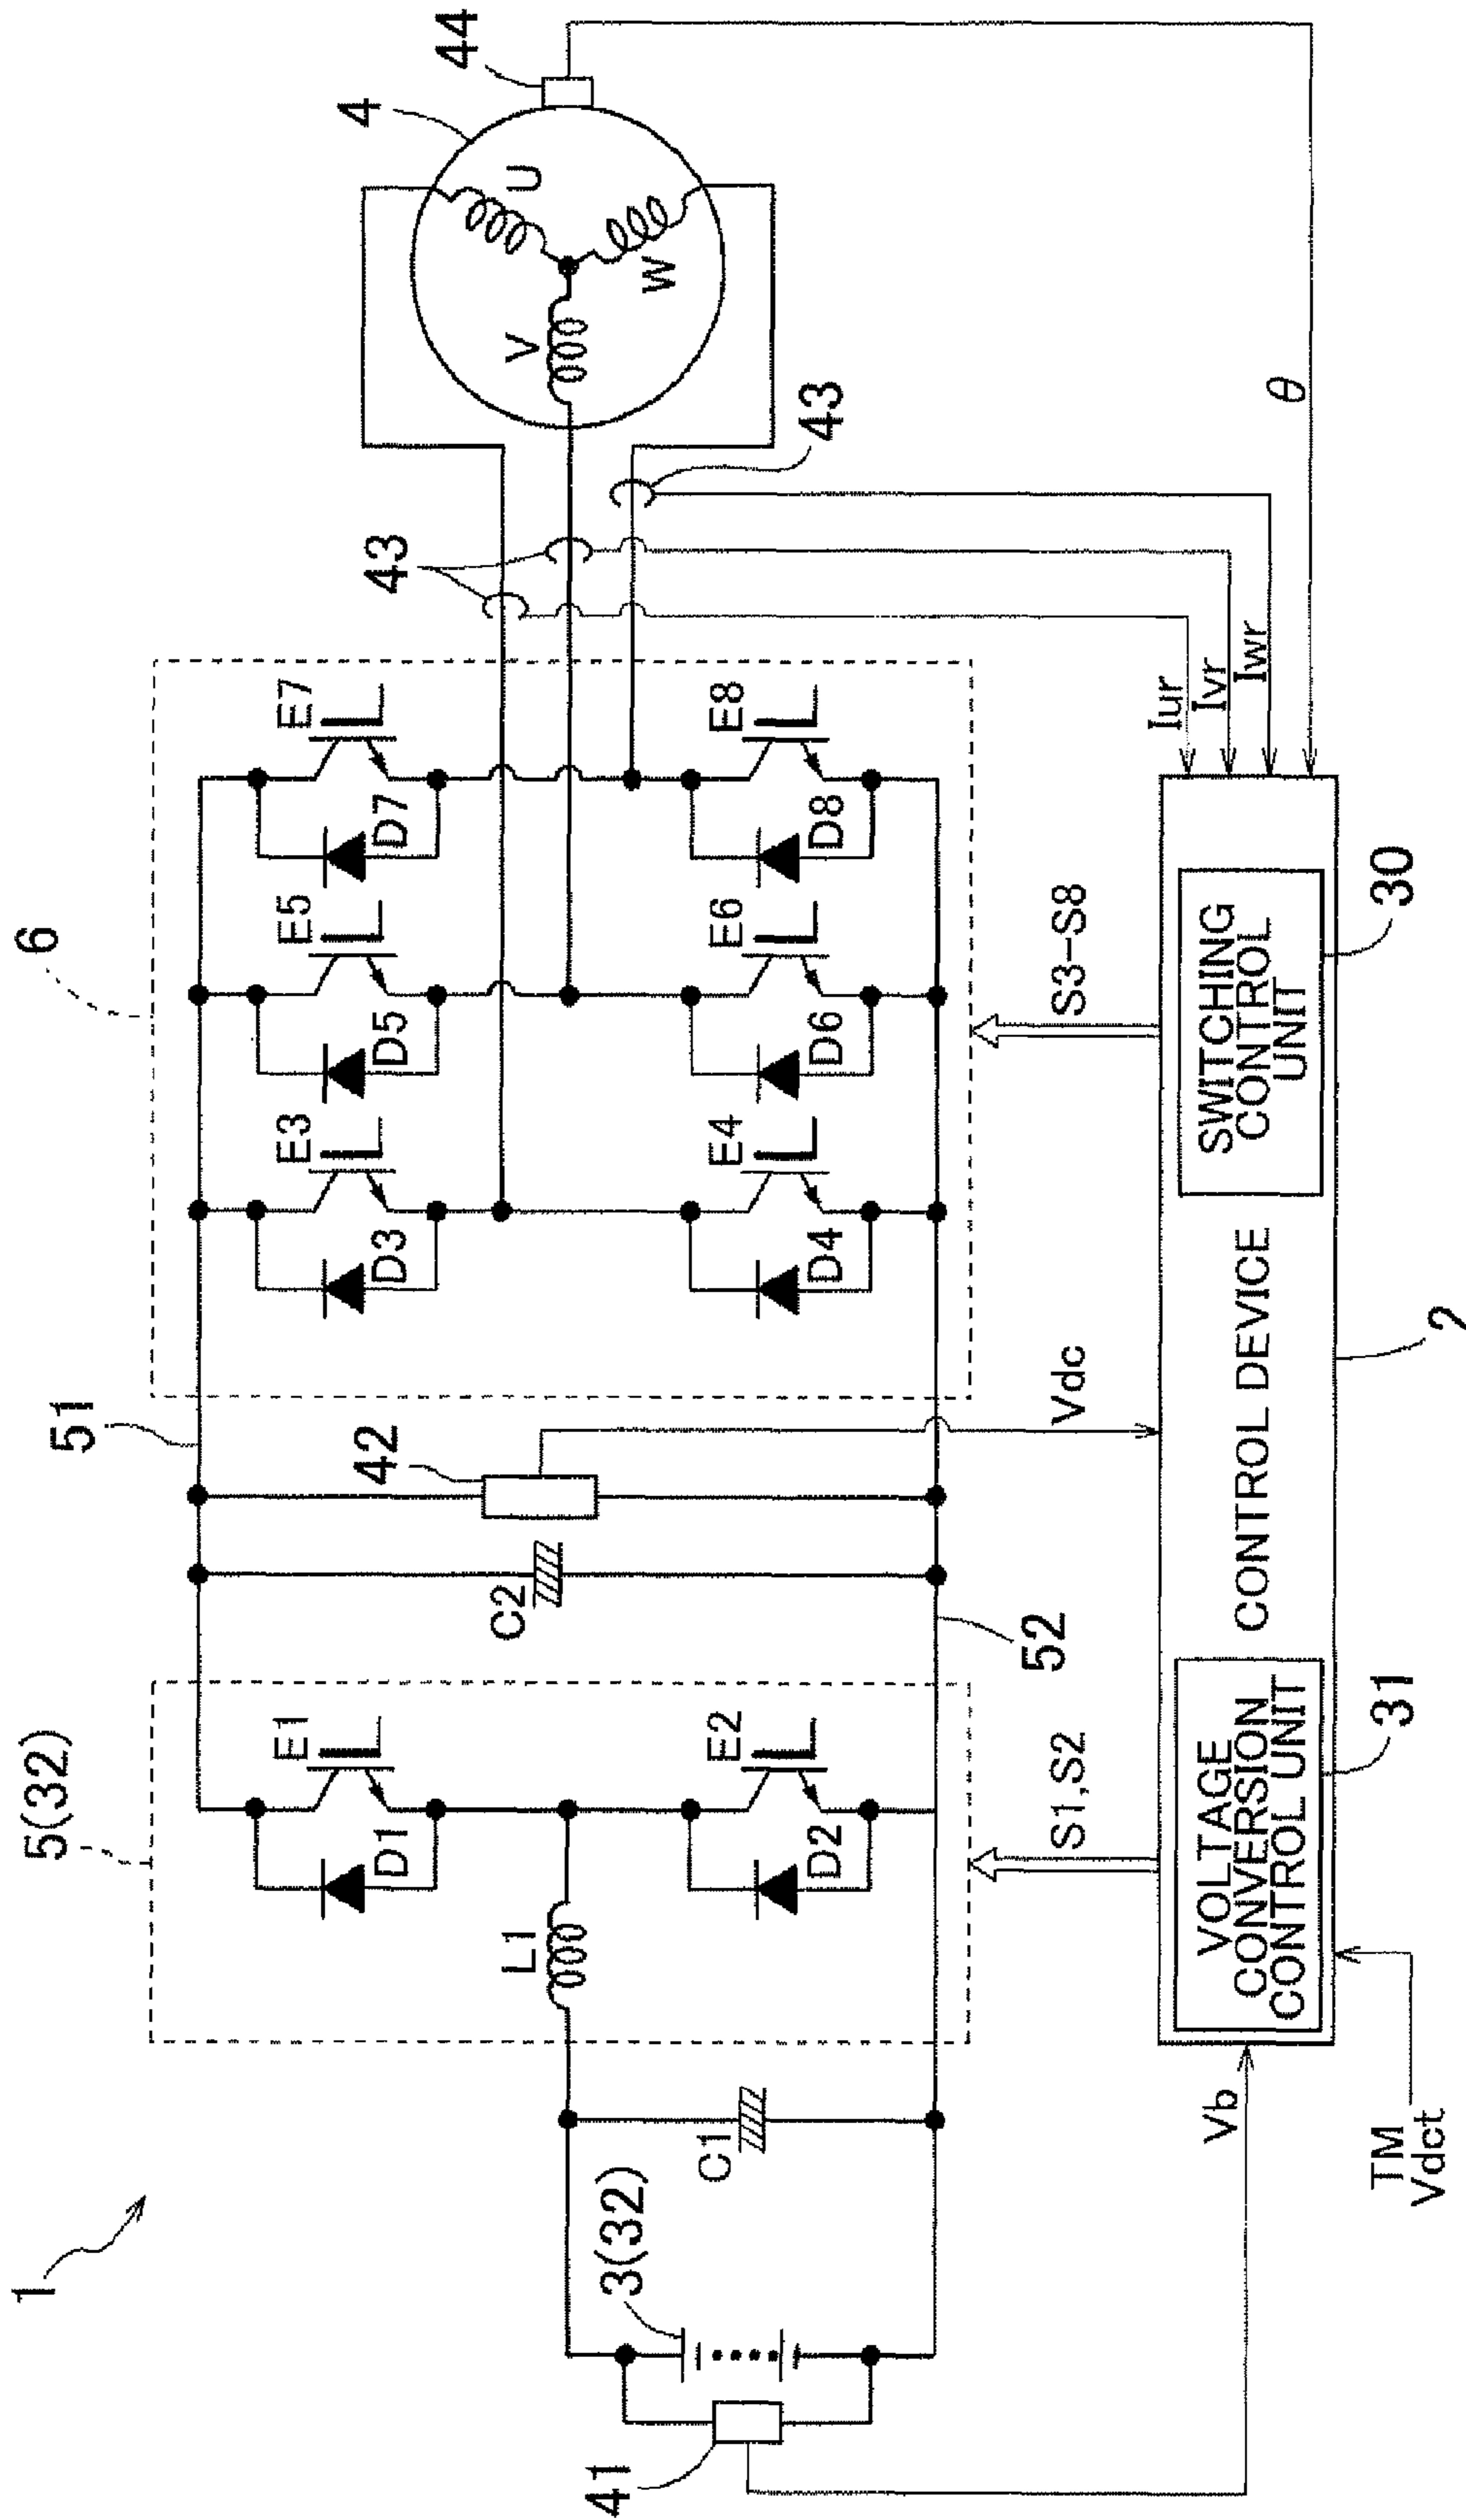 1
5(32)
51
6
4
44
E1
D1
L1
E2
D2
C2
42
E3
D3
E5
D5
E7
D7
E4
D4
E6
D6
E8
D8
43
43
U
V
W
3(32)
C1
41
52
S1,S2
Vdc
S3-S8
Iur
Ivr
Iwr
θ
Vb
TM
Vdct
VOLTAGE
CONVERSION
CONTROL UNIT
31
CONTROL DEVICE
2
SWITCHING
CONTROL
UNIT
30